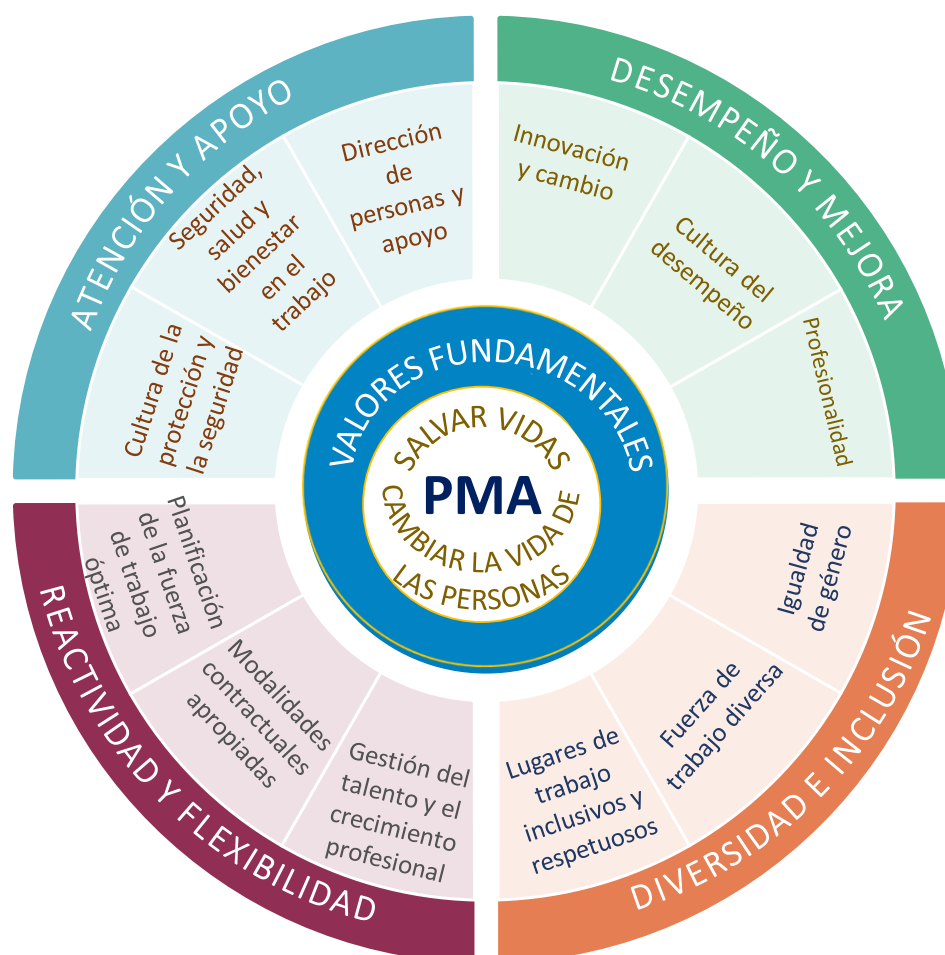 ATENCIÓN Y APOYO
Dirección
de
personas y
apoyo
Seguridad,
salud y
bienestar
en el
trabajo
Cultura de la
protección y
la seguridad
DESEMPEÑO Y MEJORA
Innovación
y cambio
Cultura del
desempeño
Profesionalidad
VALORES FUNDAMENTALES
SALVAR VIDAS
PMA
CAMBIAR LA VIDA DE
LAS PERSONAS
REACTIVIDAD Y FLEXIBILIDAD
Planificación
de la fuerza
de trabajo
óptima
Modalidades
contractuales
apropiadas
Gestión del
talento y el
crecimiento
profesional
DIVERSIDAD E INCLUSIÓN
Igualdad
de género
Fuerza de
trabajo diversa
Lugares de
trabajo
inclusivos y
respetuosos